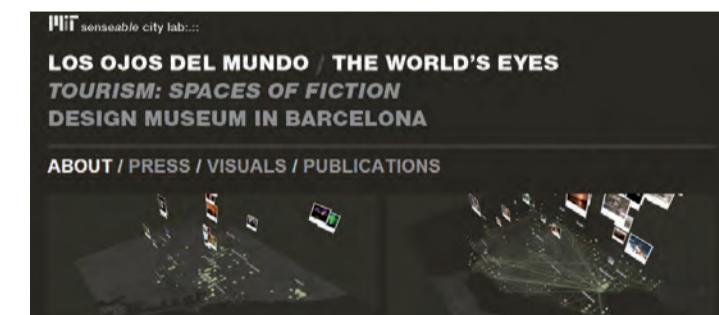 MIT senseable city lab:.::
LOS OJOS DEL MUNDO / THE WORLD'S EYES
TOURISM: SPACES OF FICTION
DESIGN MUSEUM IN BARCELONA
ABOUT / PRESS / VISUALS / PUBLICATIONS